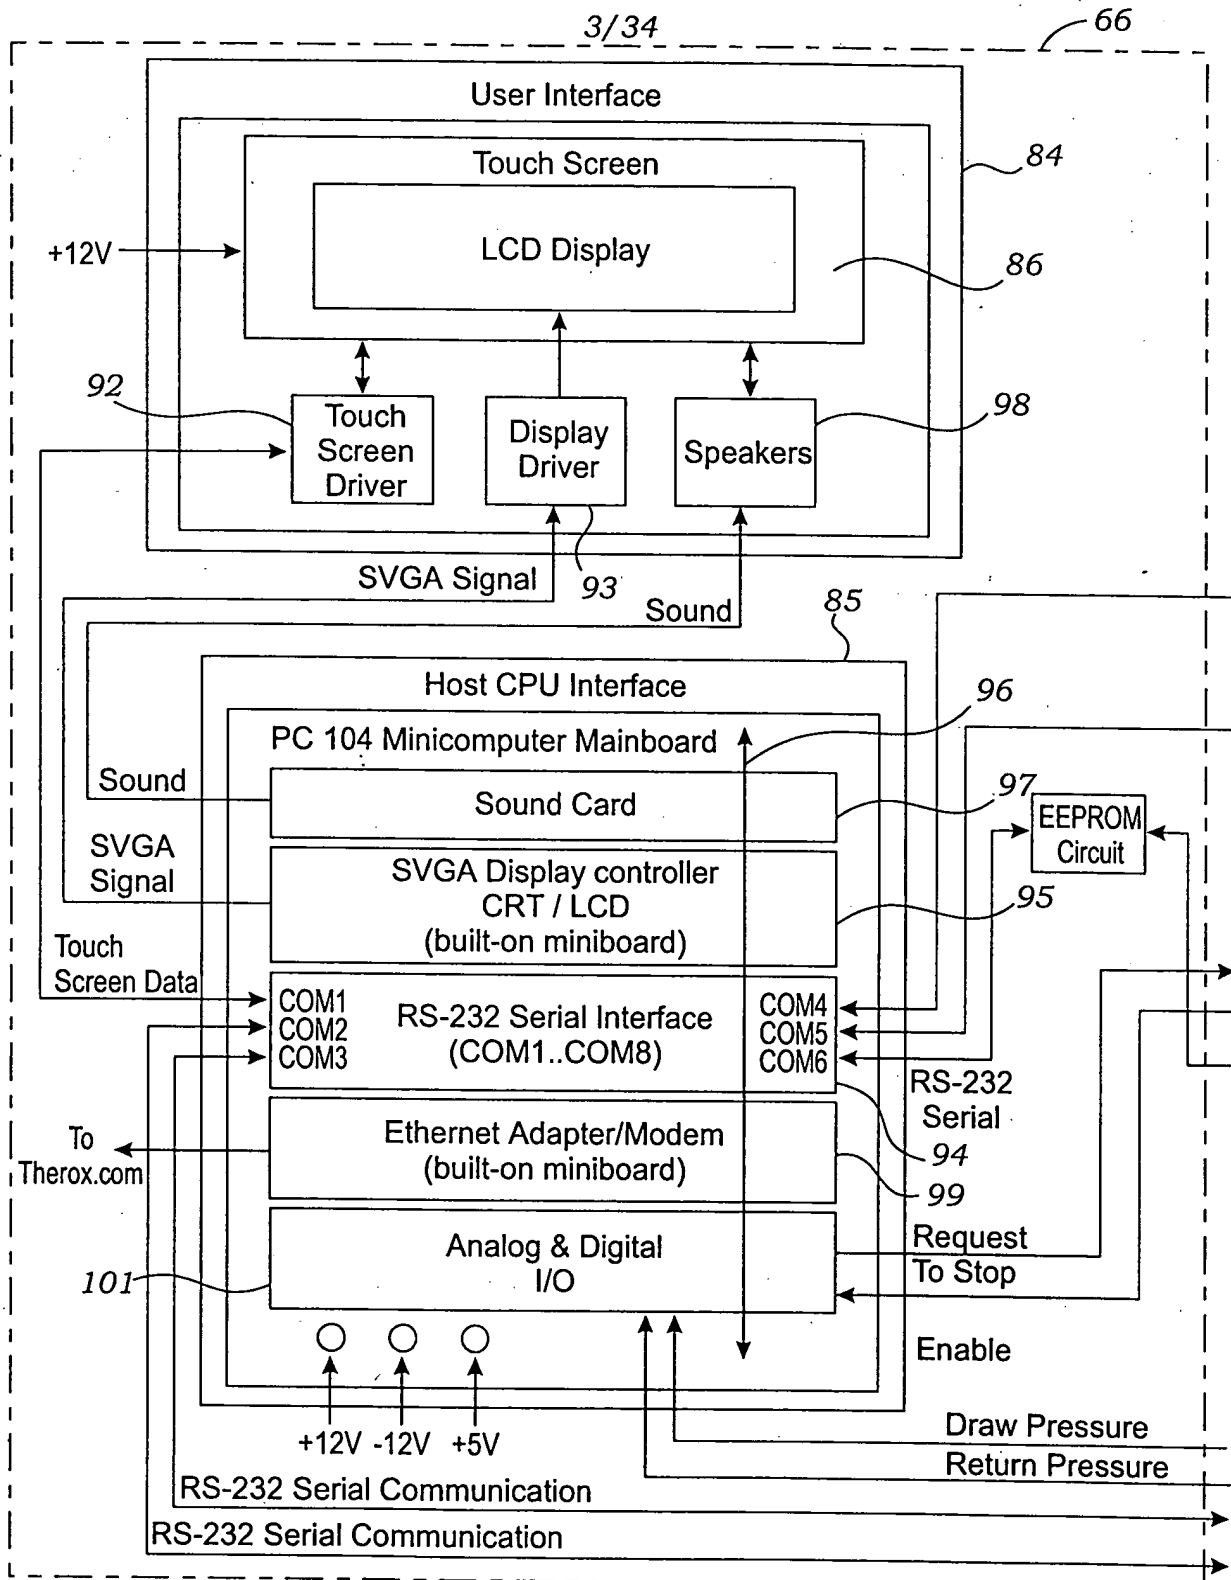 3/34
66
User Interface
Touch Screen
84
LCD Display
+12V
86
92
Touch
Screen
Driver
Display
Driver
98
Speakers
SVGA Signal
93
Sound
85
Host CPU Interface
96
PC 104 Minicomputer Mainboard
Sound
Sound Card
97
EEPROM
Circuit
SVGA
Signal
SVGA Display controller
CRT / LCD
(built-on miniboard)
95
Touch
Screen Data
COM1
COM2
COM3
RS-232 Serial Interface
(COM1..COM8)
COM4
COM5
COM6
RS-232
Serial
94
To
Therox.com
Ethernet Adapter/Modem
(built-on miniboard)
99
Analog & Digital
I/O
101
Request
To Stop
Enable
+12V -12V +5V
Draw Pressure
Return Pressure
RS-232 Serial Communication
RS-232 Serial Communication